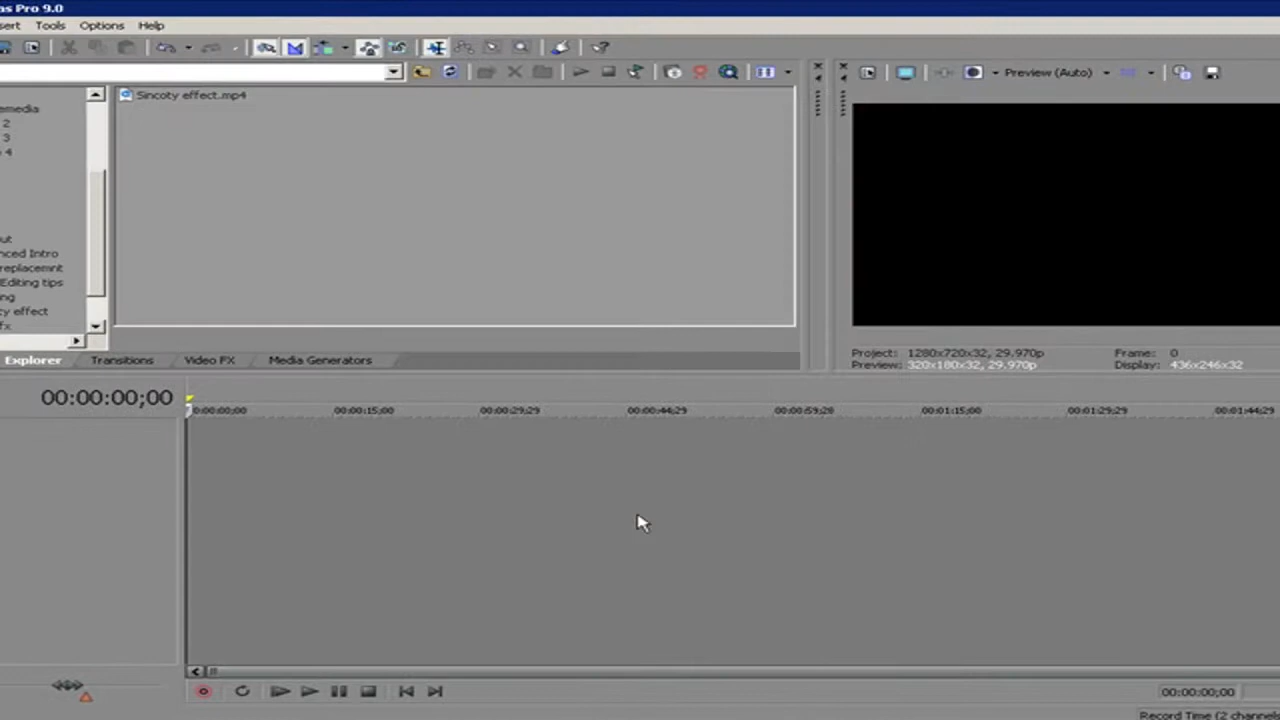 as Pro 9.0
sert Tools Options Help
Preview (Auto)
Sincoty effect.mp4
emedia
2
3
4
ut
nced Intro
replacemnt
Editing tips
ng
ty effect
fx
Explorer Transitions Video FX Media Generators
Project: 1280x720x32, 29.970p Frame: 0
Preview: 320x180x32, 29.970p Display: 436x246x32
00:00:00;00
0:00:00;00 00:00:15;00 00:00:29;29 00:00:44;29 00:00:59;28 00:01:15;00 00:01:29;29 00:01:44;29
00:00:00;00
Record Time (2 channels